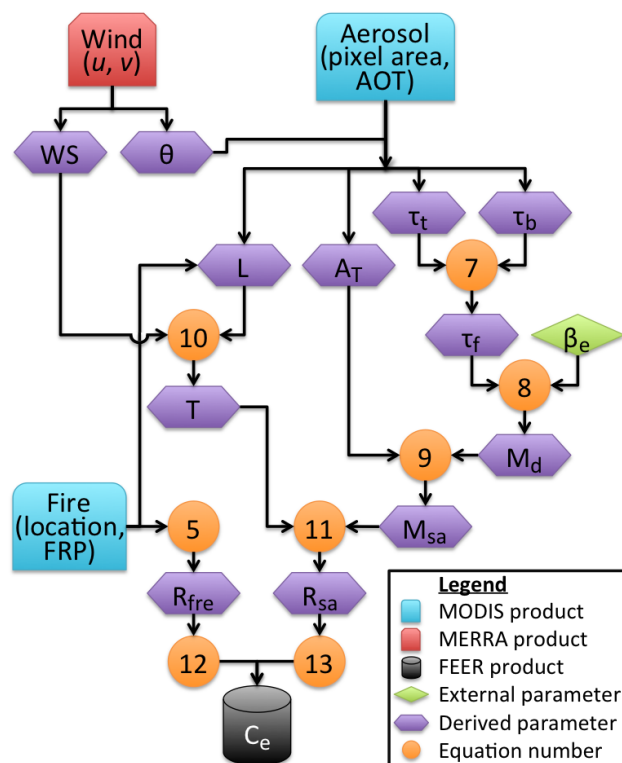 Wind
(u, v)
Aerosol
(pixel area,
AOT)
WS
θ
τt
τb
L
AT
7
10
τf
βe
8
T
9
Md
Fire
(location,
FRP)
5
11
Msa
Rfre
Rsa
12
13
Ce
Legend
MODIS product
MERRA product
FEER product
External parameter
Derived parameter
Equation number